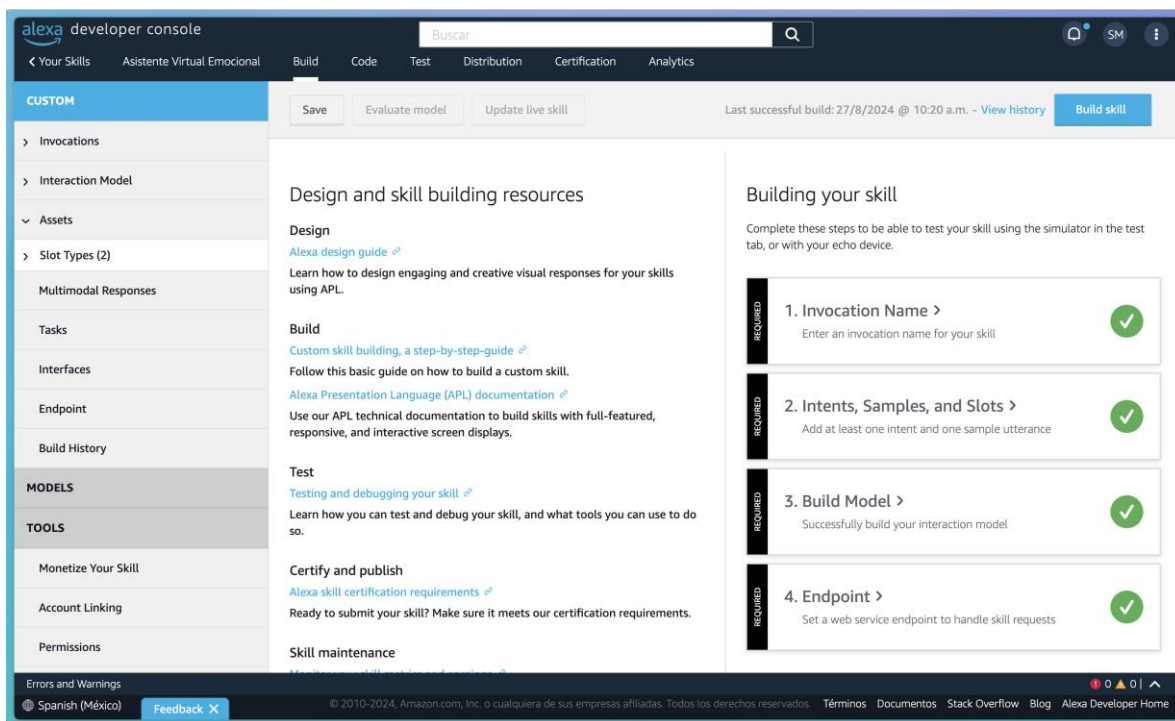 alexa developer console
Buscar
SM
Your Skills Asistente Virtual Emocional Build Code Test Distribution Certification Analytics
CUSTOM
Invocations
Interaction Model
Assets
Slot Types (2)
Multimodal Responses
Tasks
Interfaces
Endpoint
Build History
MODELS
TOOLS
Monetize Your Skill
Account Linking
Permissions
Save Evaluate model Update live skill Last successful build: 27/8/2024 @ 10:20 a.m. - View history Build skill
Design and skill building resources
Design
Alexa design guide
Learn how to design engaging and creative visual responses for your skills
using APL.
Build
Custom skill building, a step-by-step-guide
Follow this basic guide on how to build a custom skill.
Alexa Presentation Language (APL) documentation
Use our APL technical documentation to build skills with full-featured,
responsive, and interactive screen displays.
Test
Testing and debugging your skill
Learn how you can test and debug your skill, and what tools you can use to do
so.
Certify and publish
Alexa skill certification requirements
Ready to submit your skill? Make sure it meets our certification requirements.
Skill maintenance
Building your skill
Complete these steps to be able to test your skill using the simulator in the test
tab, or with your echo device.
REQUIRED
1. Invocation Name >
Enter an invocation name for your skill
REQUIRED
2. Intents, Samples, and Slots >
Add at least one intent and one sample utterance
REQUIRED
3. Build Model >
Successfully build your interaction model
REQUIRED
4. Endpoint >
Set a web service endpoint to handle skill requests
Errors and Warnings 0 0
Spanish (México) Feedback X © 2010-2024, Amazon.com, Inc. o cualquiera de sus empresas afiliadas. Todos los derechos reservados. Términos Documentos Stack Overflow Blog Alexa Developer Home